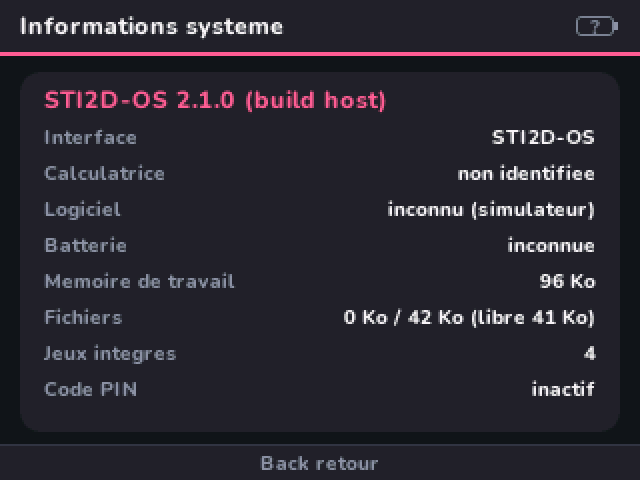 Informations systeme
?
STI2D-OS 2.1.0 (build host)
Interface STI2D-OS
Calculatrice non identifiee
Logiciel inconnu (simulateur)
Batterie inconnue
Memoire de travail 96 Ko
Fichiers 0 Ko / 42 Ko (libre 41 Ko)
Jeux integres 4
Code PIN inactif
Back retour